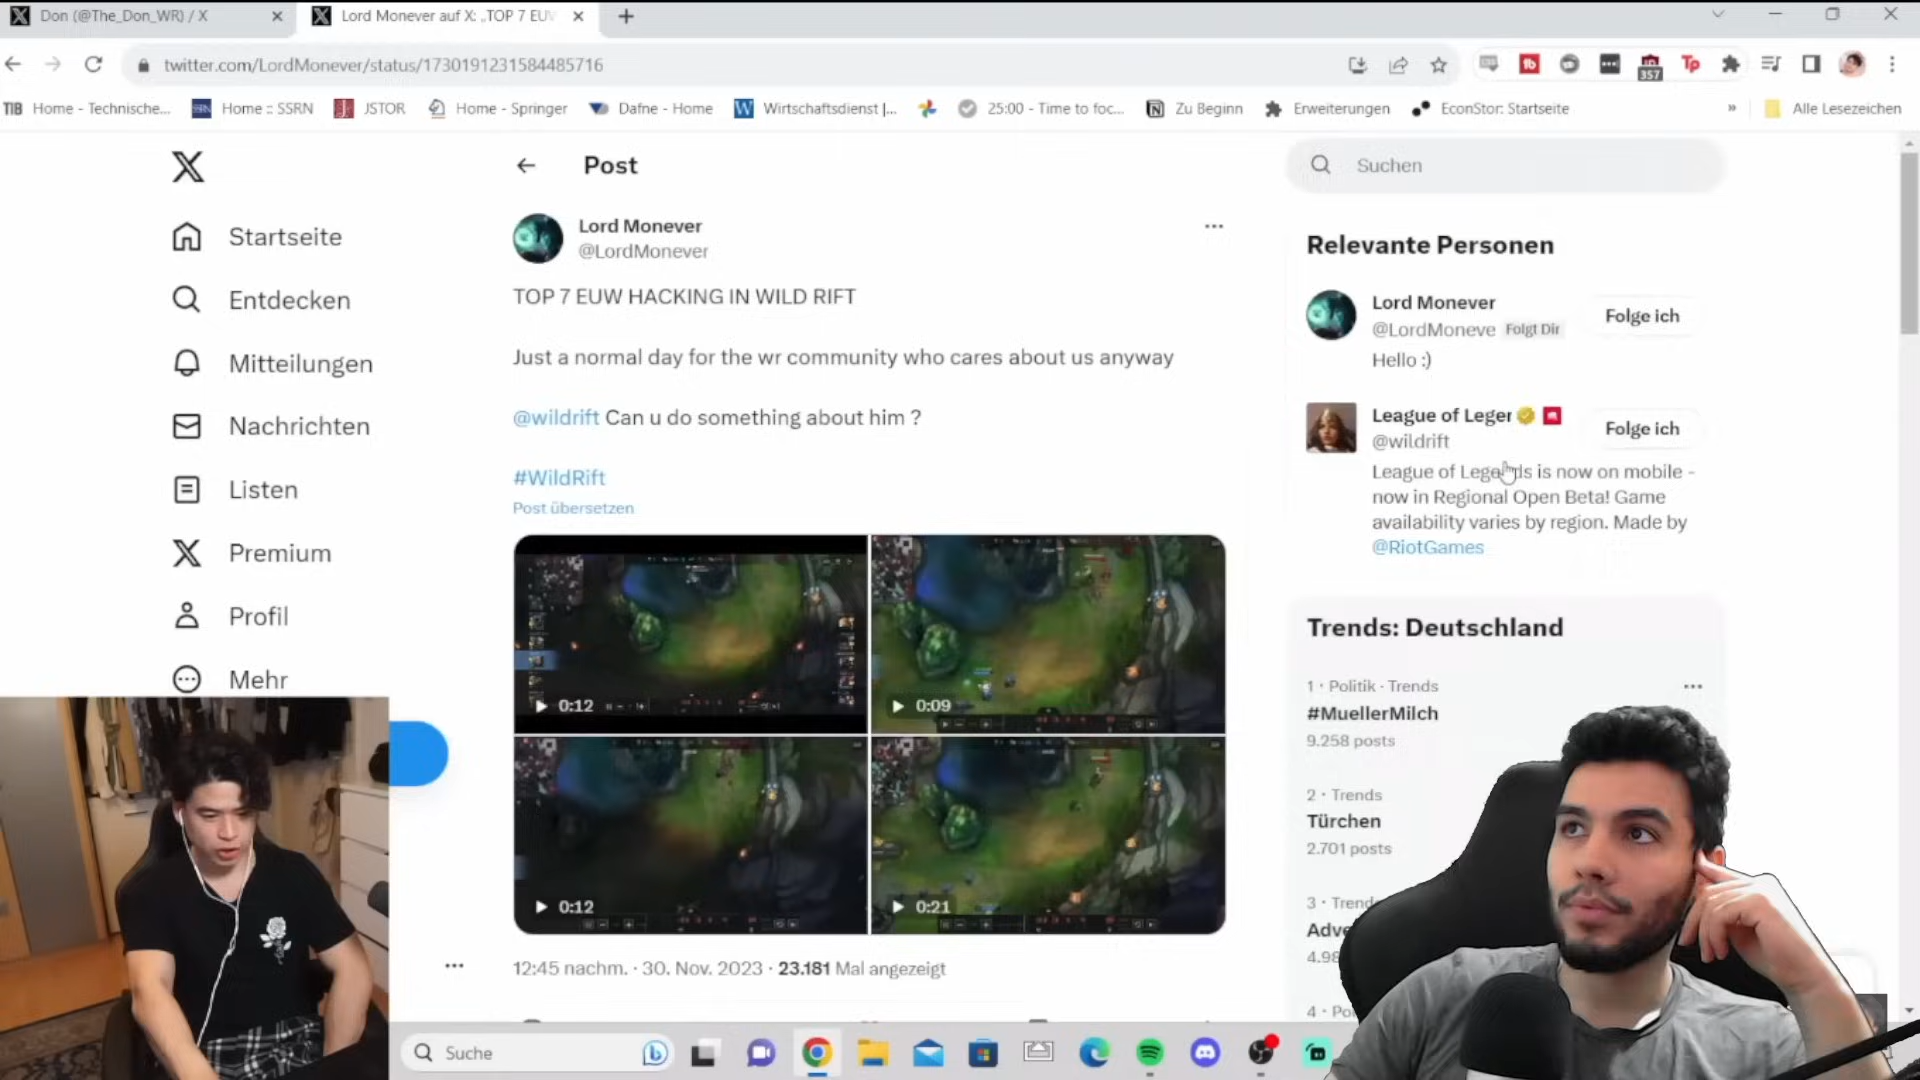 Don (@The_Don_WR) / X
Lord Monever auf X: „TOP 7 EUW
twitter.com/LordMonever/status/1730191231584485716
357
TIB Home - Technische...
SSRN Home :: SSRN
JSTOR
Home - Springer
Dafne - Home
W Wirtschaftsdienst |...
25:00 - Time to foc...
Zu Beginn
Erweiterungen
EconStor: Startseite
»
Alle Lesezeichen
Startseite
Entdecken
Mitteilungen
Nachrichten
Listen
Premium
Profil
Mehr
Post
Lord Monever
@LordMonever
TOP 7 EUW HACKING IN WILD RIFT
Just a normal day for the wr community who cares about us anyway
@wildrift Can u do something about him ?
#WildRift
Post übersetzen
0:12
0:09
0:12
0:21
12:45 nachm. · 30. Nov. 2023 · 23.181 Mal angezeigt
Suchen
Relevante Personen
Lord Monever
@LordMoneve Folgt Dir
Folge ich
Hello :)
League of Leger
@wildrift
Folge ich
League of Legends is now on mobile -
now in Regional Open Beta! Game
availability varies by region. Made by
@RiotGames
Trends: Deutschland
1 · Politik · Trends
#MuellerMilch
9.258 posts
2 · Trends
Türchen
2.701 posts
3 · Trend
Adve
4.98
4 · Po
Suche